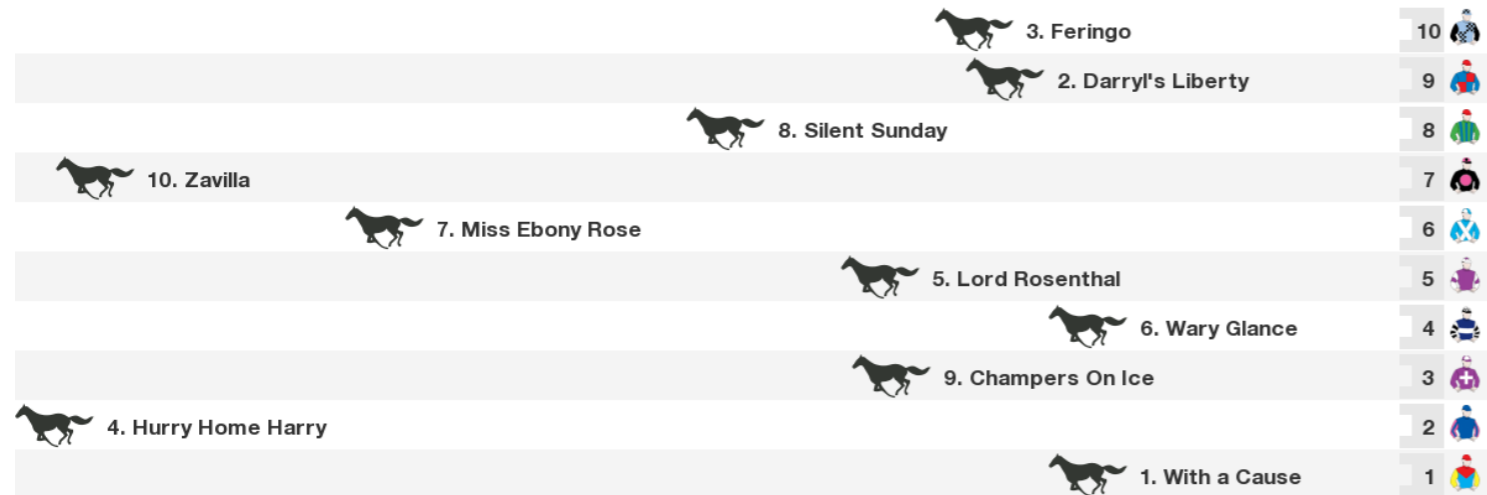 3. Feringo 10
2. Darryl's Liberty 9
8. Silent Sunday 8
10. Zavilla 7
7. Miss Ebony Rose 6
5. Lord Rosenthal 5
6. Wary Glance 4
9. Champers On Ice 3
4. Hurry Home Harry 2
1. With a Cause 1